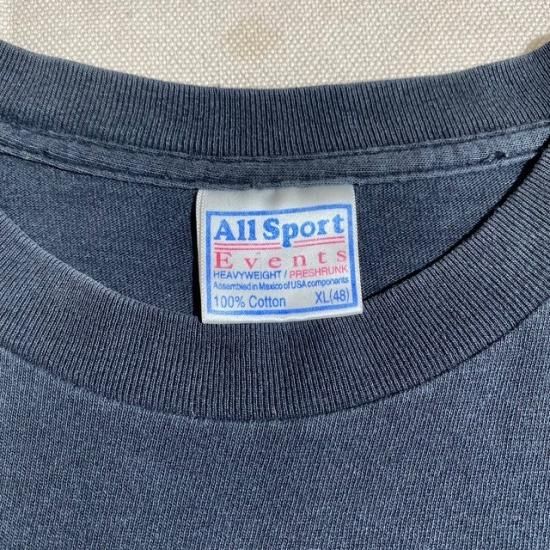 All Sport
Events
HEAVYWEIGHT / PRESHRUNK
Assembled in Mexico of USA components
100% Cotton XL(48)